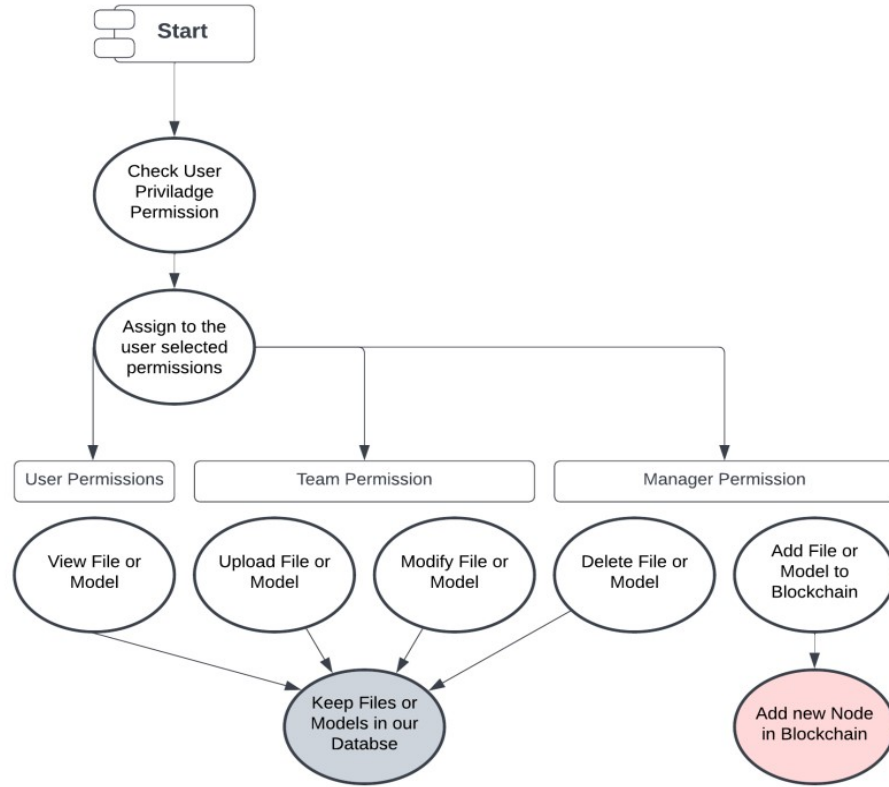 Start
Check User
Priviladge
Permission
Assign to the
user selected
permissions
User Permissions
Team Permission
Manager Permission
View File or
Model
Upload File or
Model
Modify File or
Model
Delete File or
Model
Add File or
Model to
Blockchain
Keep Files or
Models in our
Databse
Add new Node
in Blockchain